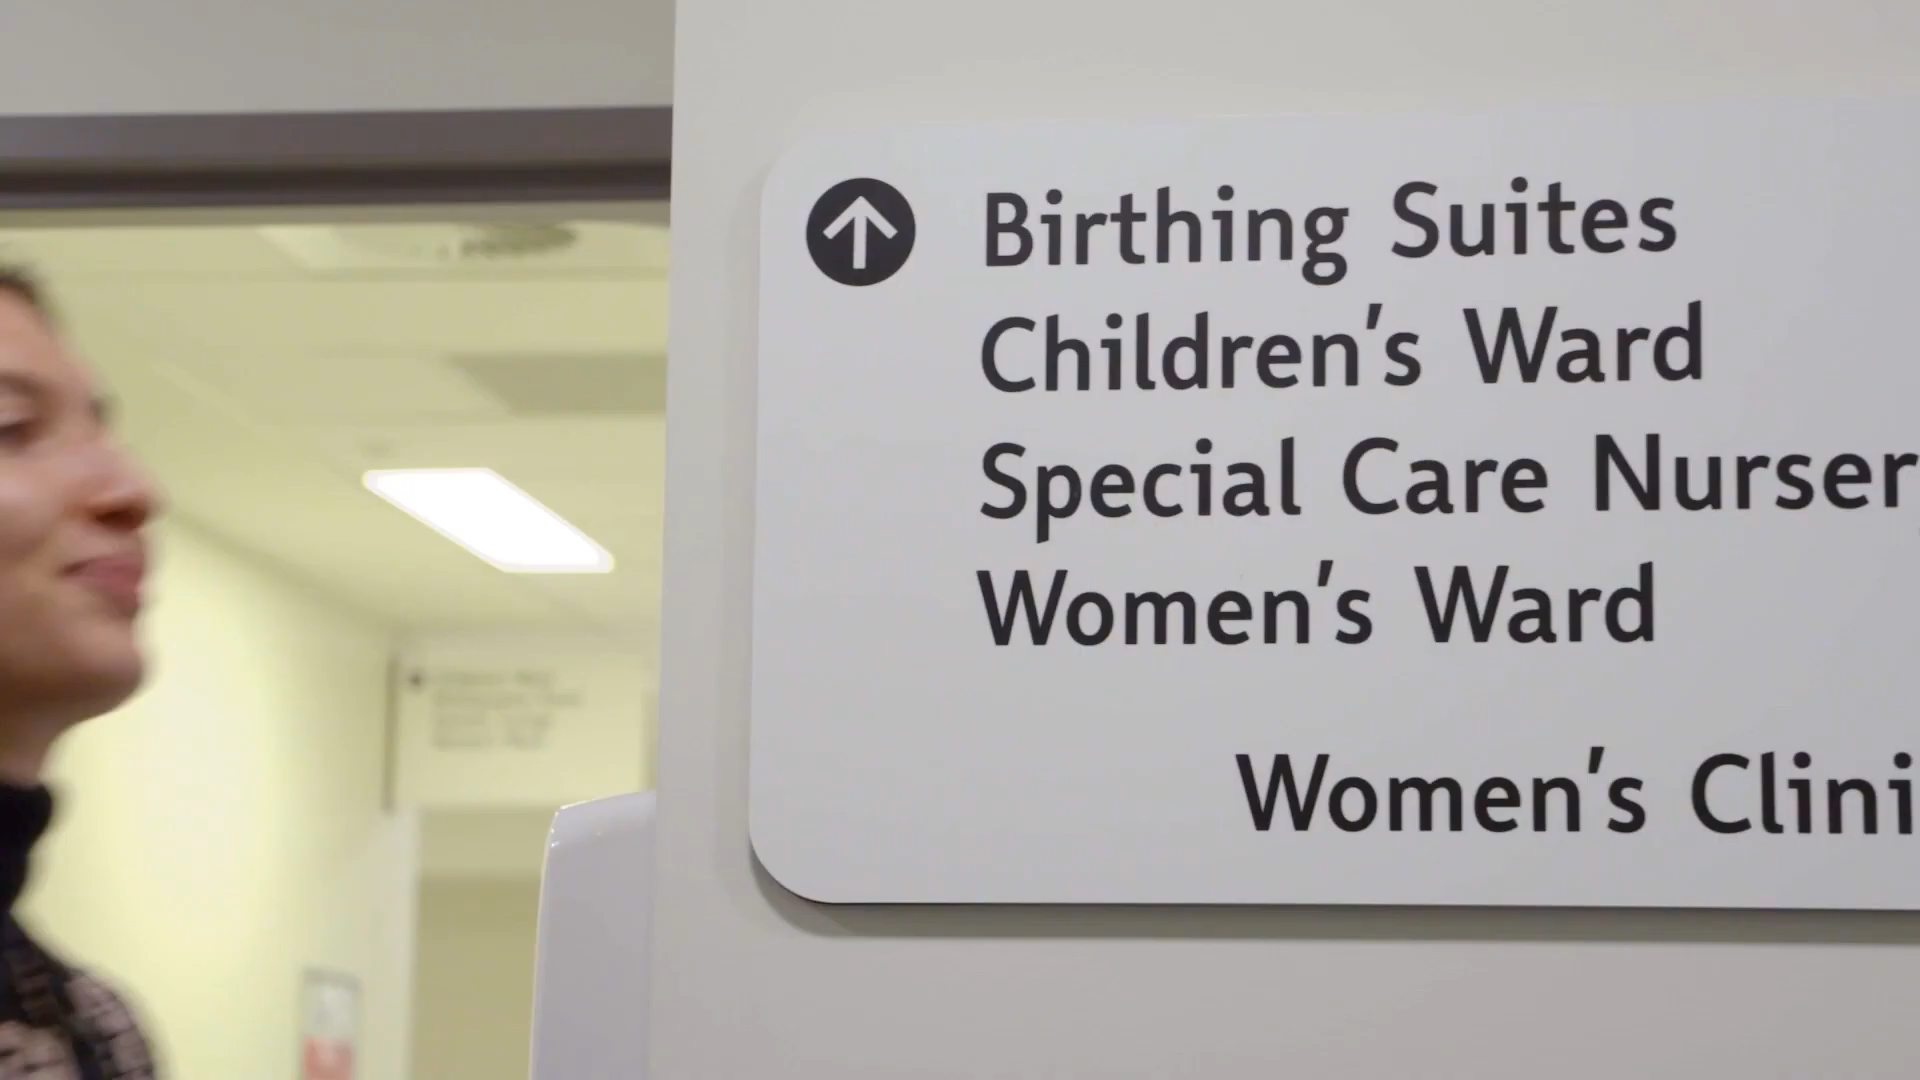 Birthing Suites
Children's Ward
Special Care Nurser
Women's Ward
Women's Clini